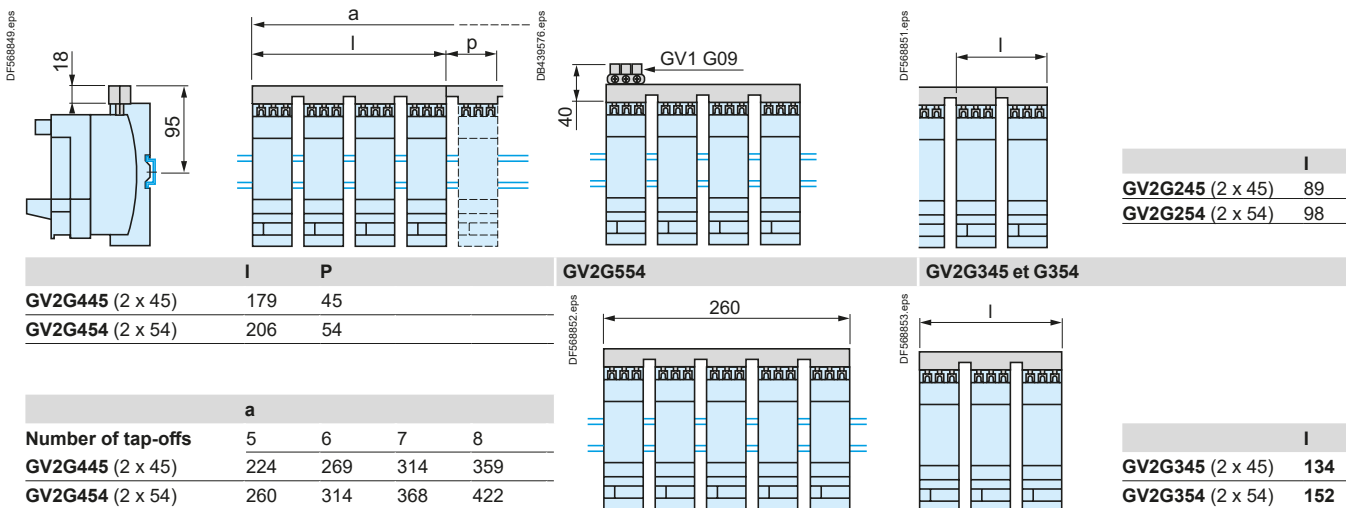 DF568849.eps
18
95
a
l
p
DB439576.eps
GV1 G09
40
DF568851.eps
l
l
GV2G245 (2 x 45) 89
GV2G254 (2 x 54) 98
l P
GV2G445 (2 x 45) 179 45
GV2G454 (2 x 54) 206 54
GV2G554
GV2G345 et G354
a
Number of tap-offs 5 6 7 8
GV2G445 (2 x 45) 224 269 314 359
GV2G454 (2 x 54) 260 314 368 422
DF568852.eps
260
DF568853.eps
l
l
GV2G345 (2 x 45) 134
GV2G354 (2 x 54) 152